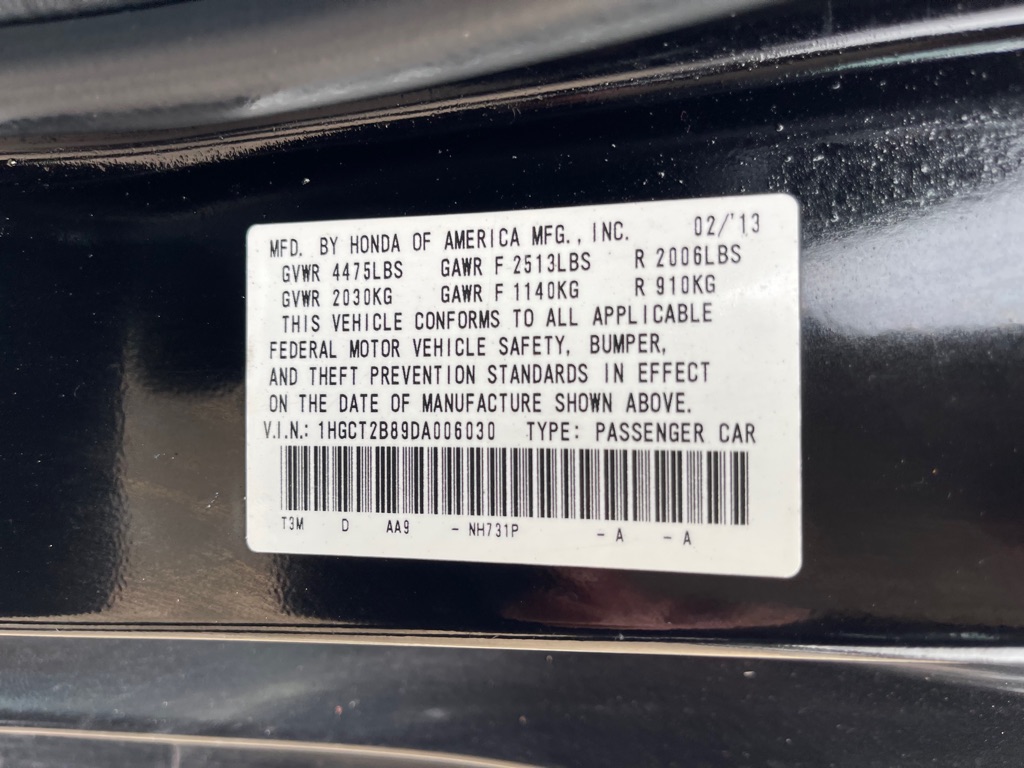 MFD. BY HONDA OF AMERICA MFG., INC. 02/'13
GVWR 4475LBS GAWR F 2513LBS R 2006LBS
GVWR 2030KG GAWR F 1140KG R 910KG
THIS VEHICLE CONFORMS TO ALL APPLICABLE
FEDERAL MOTOR VEHICLE SAFETY, BUMPER,
AND THEFT PREVENTION STANDARDS IN EFFECT
ON THE DATE OF MANUFACTURE SHOWN ABOVE.
V.I.N.: 1HGCT2B89DA006030 TYPE: PASSENGER CAR
T3M D AA9 - NH731P - A - A